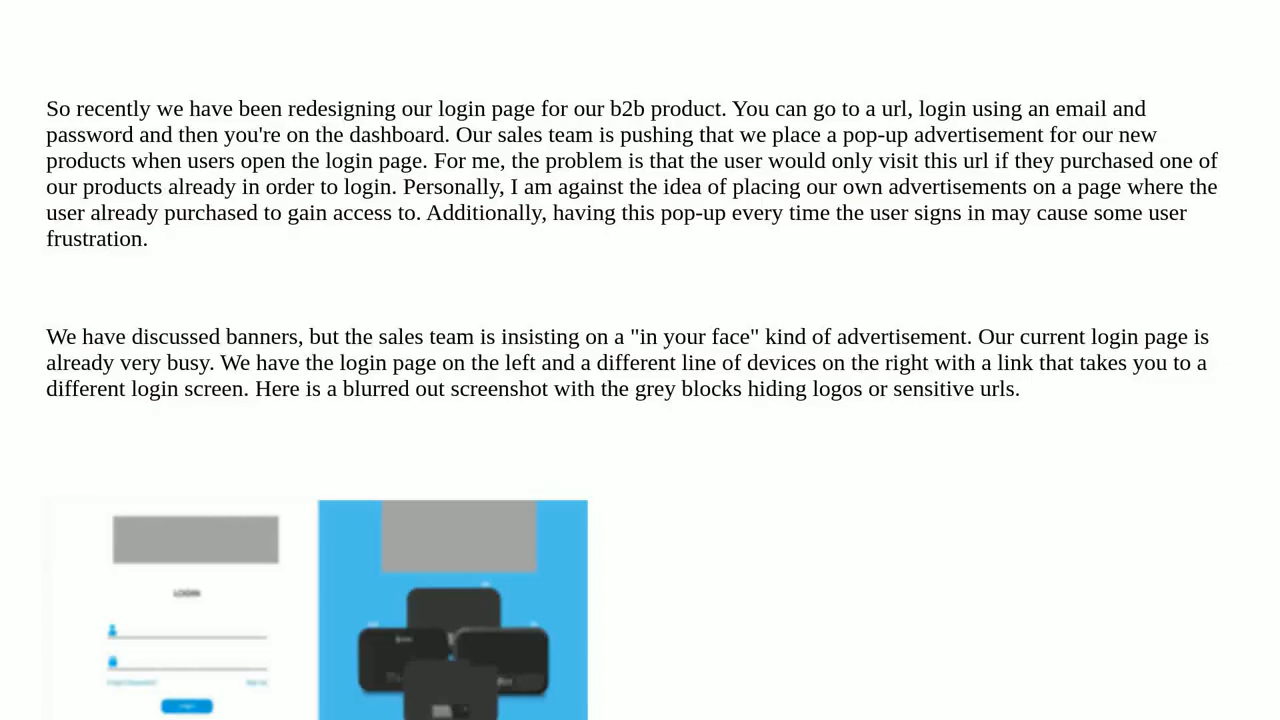 So recently we have been redesigning our login page for our b2b product. You can go to a url, login using an email and
password and then you're on the dashboard. Our sales team is pushing that we place a pop-up advertisement for our new
products when users open the login page. For me, the problem is that the user would only visit this url if they purchased one of
our products already in order to login. Personally, I am against the idea of placing our own advertisements on a page where the
user already purchased to gain access to. Additionally, having this pop-up every time the user signs in may cause some user
frustration.
We have discussed banners, but the sales team is insisting on a "in your face" kind of advertisement. Our current login page is
already very busy. We have the login page on the left and a different line of devices on the right with a link that takes you to a
different login screen. Here is a blurred out screenshot with the grey blocks hiding logos or sensitive urls.
LOGIN